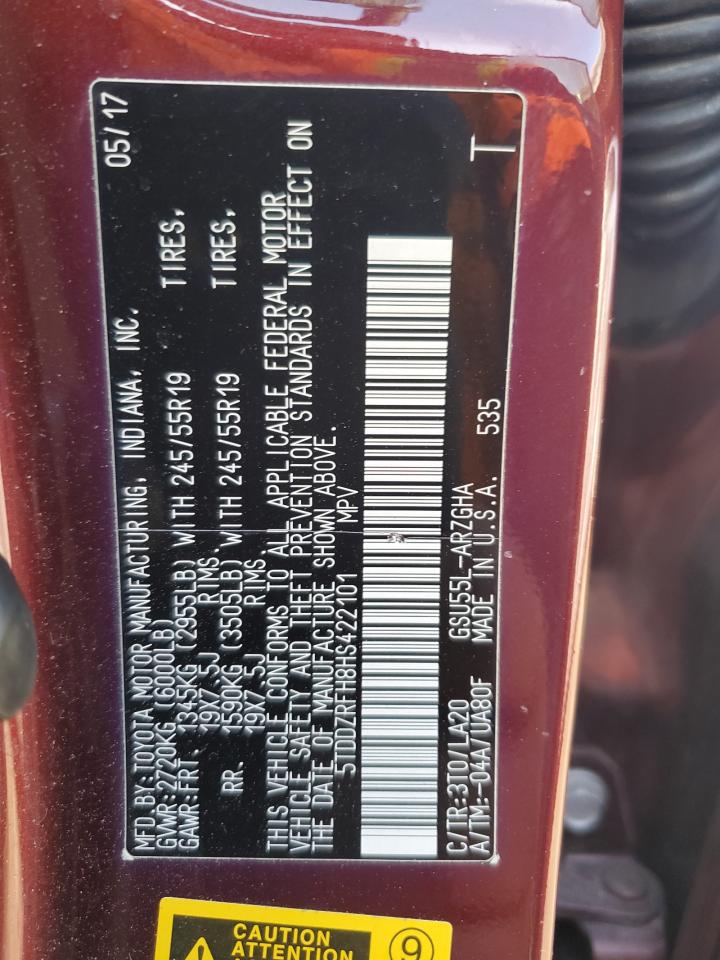 MFD.BY:TOYOTA MOTOR MANUFACTURING, INDIANA, INC. 05/17
GVWR:2720KG (6000LB)
GAWR:FRT. 1345KG (2955LB) WITH 245/55R19 TIRES,
19X7.5J RIMS,
RR. 1590KG (3505LB) WITH 245/55R19 TIRES,
19X7.5J RIMS.
THIS VEHICLE CONFORMS TO ALL APPLICABLE FEDERAL MOTOR
VEHICLE SAFETY AND THEFT PREVENTION STANDARDS IN EFFECT ON
THE DATE OF MANUFACTURE SHOWN ABOVE.
5TDDZRFH8HS422101 MPV
C/TR:3T0/LA20 GSU55L-ARZGHA
A/TM:-04A/UA80F MADE IN U.S.A. 535 T
CAUTION
ATTENTION
9